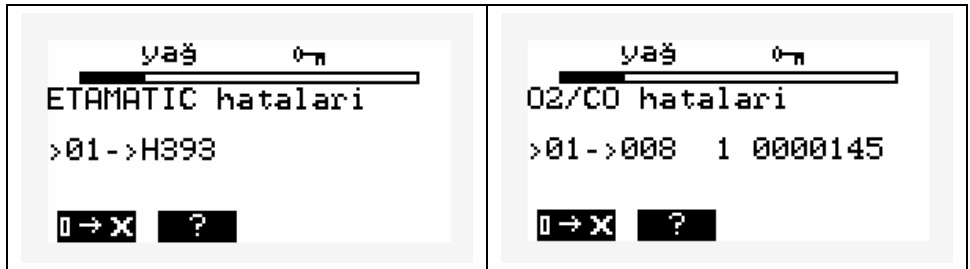 yağ
ETAMATIC hatalari
>01->H393
▯→X ?
yağ
O2/CO hatalari
>01->008 1 0000145
▯→X ?